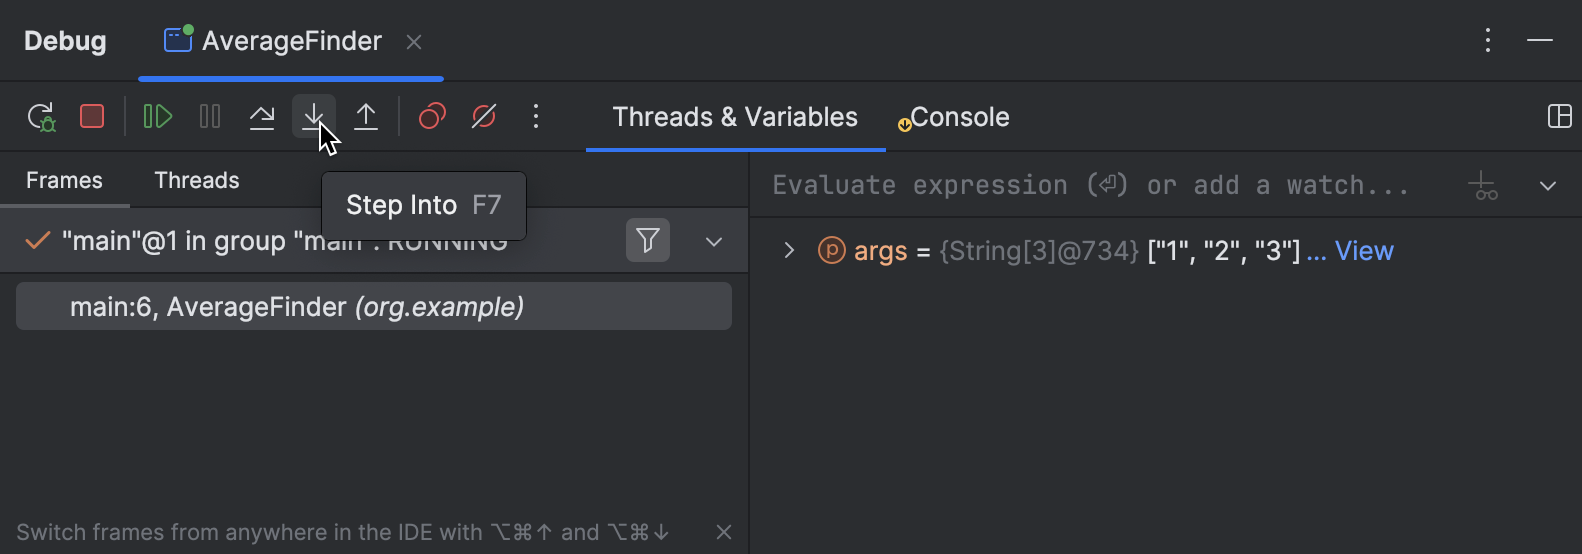 Debug AverageFinder
Threads & Variables Console
Frames Threads
Evaluate expression (⏎) or add a watch...
Step Into F7
"main"@1 in group "main": RUNNING
args = {String[3]@734} ["1", "2", "3"] ... View
main:6, AverageFinder (org.example)
Switch frames from anywhere in the IDE with ⌥⌘↑ and ⌥⌘↓